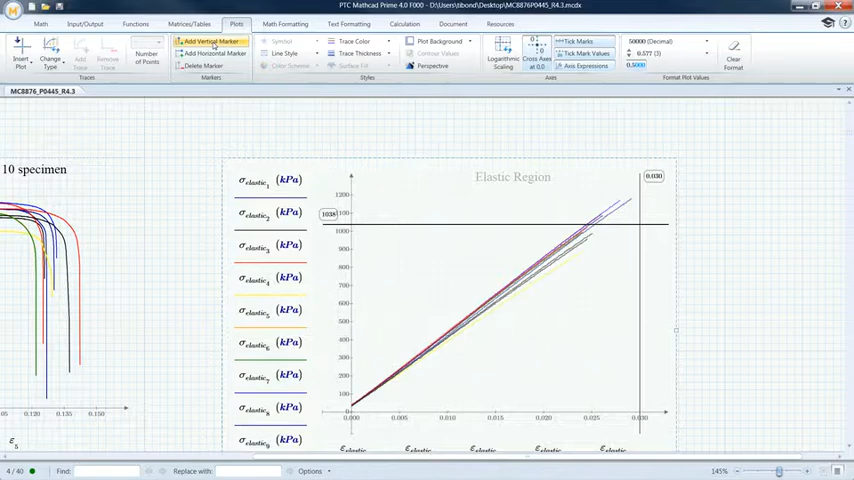 PTC Mathcad Prime 4.0 F000 - D:\Users\tibond\Desktop\MC8876P0445_R4.3.mcdx
Math Input/Output Functions Matrices/Tables Plots Math Formatting Text Formatting Calculation Document Resources
Insert Plot
Change Type
Add Trace
Remove Trace
Traces
Number of Points
Add Vertical Marker
Add Horizontal Marker
Delete Marker
Markers
Symbol
Line Style
Color Scheme
Trace Color
Trace Thickness
Surface Fill
Plot Background
Contour Values
Perspective
Styles
Logarithmic Scaling
Cross Axes at 0,0
Tick Marks
Tick Mark Values
Axis Expressions
Axes
50000 (Decimal)
0.577 (3)
0.5000
Format Plot Values
Clear Format
MC8876_P0445_R4.3
10 specimen
.05 0.120 0.135 0.150
ε5
Elastic Region
σelastic1 (kPa)
σelastic2 (kPa)
σelastic3 (kPa)
σelastic4 (kPa)
σelastic5 (kPa)
σelastic6 (kPa)
σelastic7 (kPa)
σelastic8 (kPa)
σelastic9 (kPa)
0.030
1038
1200
1100
1000
900
800
700
600
500
400
300
200
100
0
0.000 0.005 0.010 0.015 0.020 0.025 0.030
εelastic εelastic εelastic εelastic εelastic
4 / 40 Find: Replace with: Options 145%